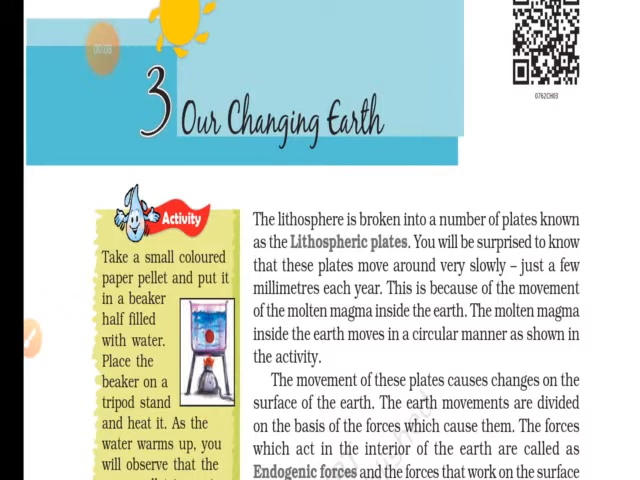 00:08
3 Our Changing Earth
0762CH03
Activity
Take a small coloured
paper pellet and put it
in a beaker
half filled
with water.
Place the
beaker on a
tripod stand
and heat it. As the
water warms up, you
will observe that the
The lithosphere is broken into a number of plates known
as the Lithospheric plates. You will be surprised to know
that these plates move around very slowly – just a few
millimetres each year. This is because of the movement
of the molten magma inside the earth. The molten magma
inside the earth moves in a circular manner as shown in
the activity.
The movement of these plates causes changes on the
surface of the earth. The earth movements are divided
on the basis of the forces which cause them. The forces
which act in the interior of the earth are called as
Endogenic forces and the forces that work on the surface